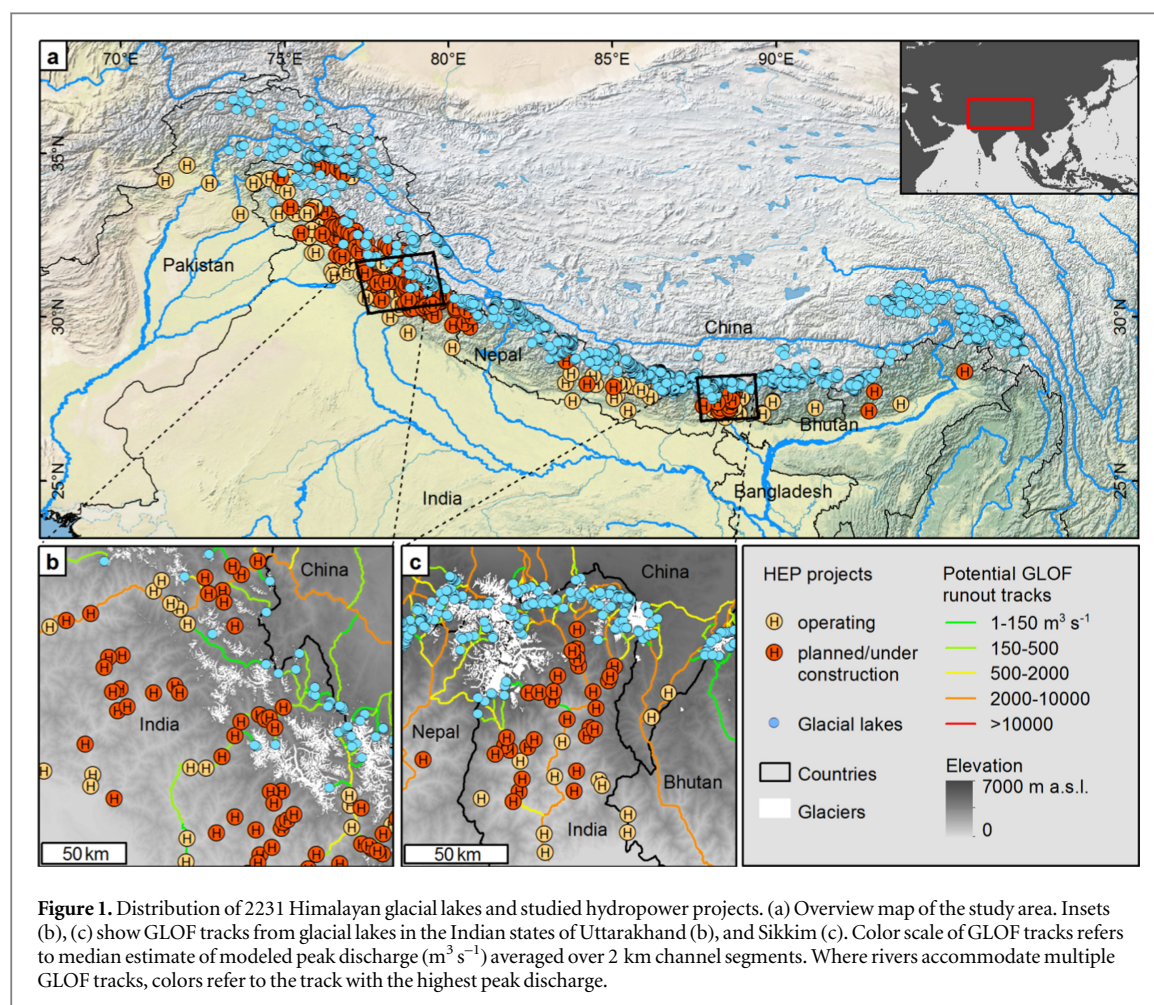 a
70°E
75°E
80°E
85°E
90°E
35°N
35°N
30°N
30°N
25°N
25°N
Pakistan
China
Nepal
Bhutan
India
Bangladesh
b
China
India
50 km
c
China
Nepal
Bhutan
India
50 km
HEP projects
H operating
H planned/under
construction
Glacial lakes
Countries
Glaciers
Potential GLOF
runout tracks
1-150 m³ s⁻¹
150-500
500-2000
2000-10000
>10000
Elevation
7000 m a.s.l.
0
Figure 1. Distribution of 2231 Himalayan glacial lakes and studied hydropower projects. (a) Overview map of the study area. Insets
(b), (c) show GLOF tracks from glacial lakes in the Indian states of Uttarakhand (b), and Sikkim (c). Color scale of GLOF tracks refers
to median estimate of modeled peak discharge (m³ s⁻¹) averaged over 2 km channel segments. Where rivers accommodate multiple
GLOF tracks, colors refer to the track with the highest peak discharge.